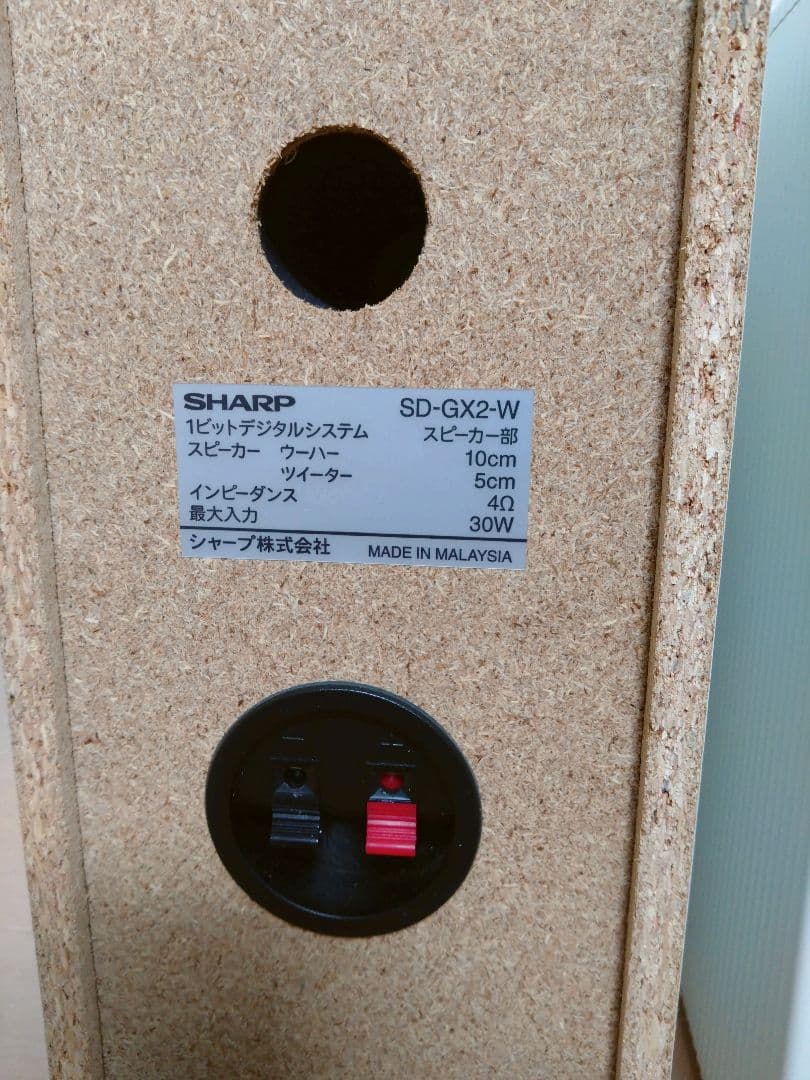 SHARP SD-GX2-W
1ビットデジタルシステム スピーカー部
スピーカー ウーハー 10cm
ツイーター 5cm
インピーダンス 4Ω
最大入力 30W
シャープ株式会社 MADE IN MALAYSIA